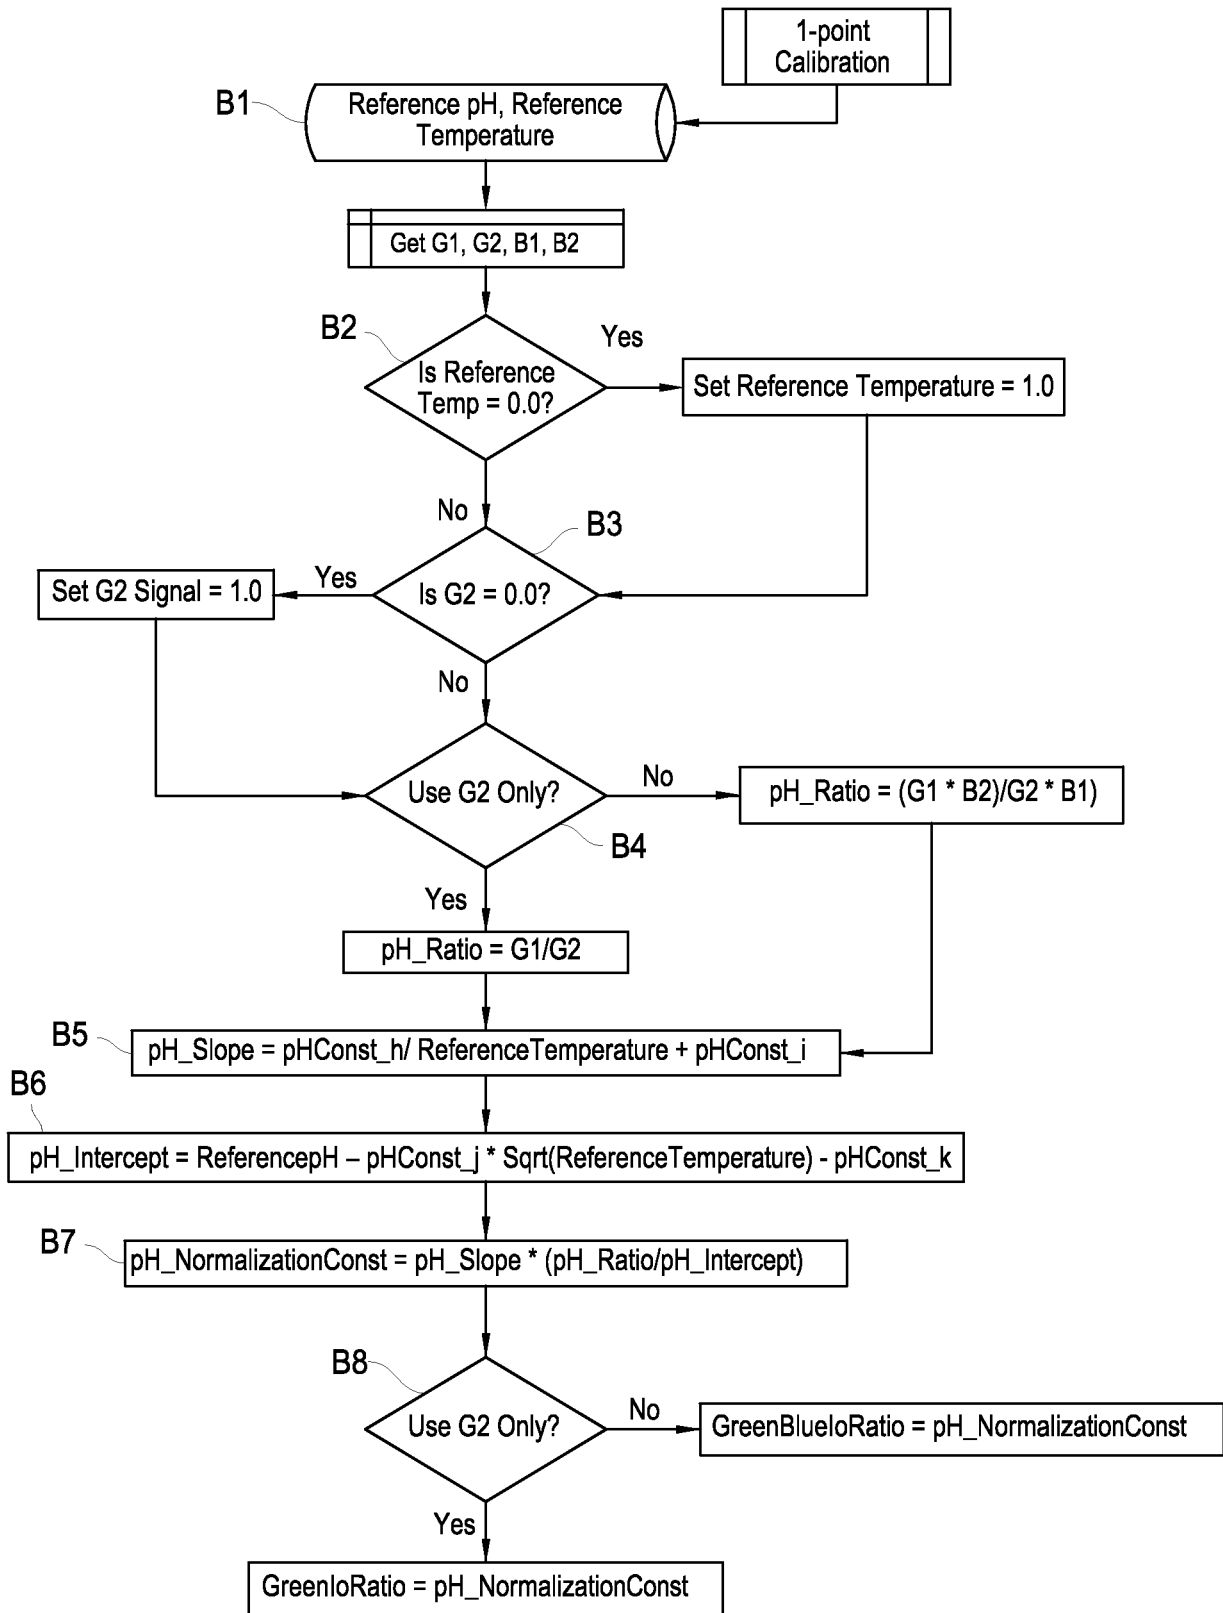 1-point
Calibration
B1
Reference pH, Reference
Temperature
Get G1, G2, B1, B2
B2
Yes
Is Reference
Temp = 0.0?
Set Reference Temperature = 1.0
No
B3
Set G2 Signal = 1.0
Yes
Is G2 = 0.0?
No
Use G2 Only?
No
pH_Ratio = (G1 * B2)/G2 * B1)
B4
Yes
pH_Ratio = G1/G2
B5
pH_Slope = pHConst_h/ ReferenceTemperature + pHConst_i
B6
pH_Intercept = ReferencepH – pHConst_j * Sqrt(ReferenceTemperature) - pHConst_k
B7
pH_NormalizationConst = pH_Slope * (pH_Ratio/pH_Intercept)
B8
Use G2 Only?
No
GreenBlueIoRatio = pH_NormalizationConst
Yes
GreenIoRatio = pH_NormalizationConst